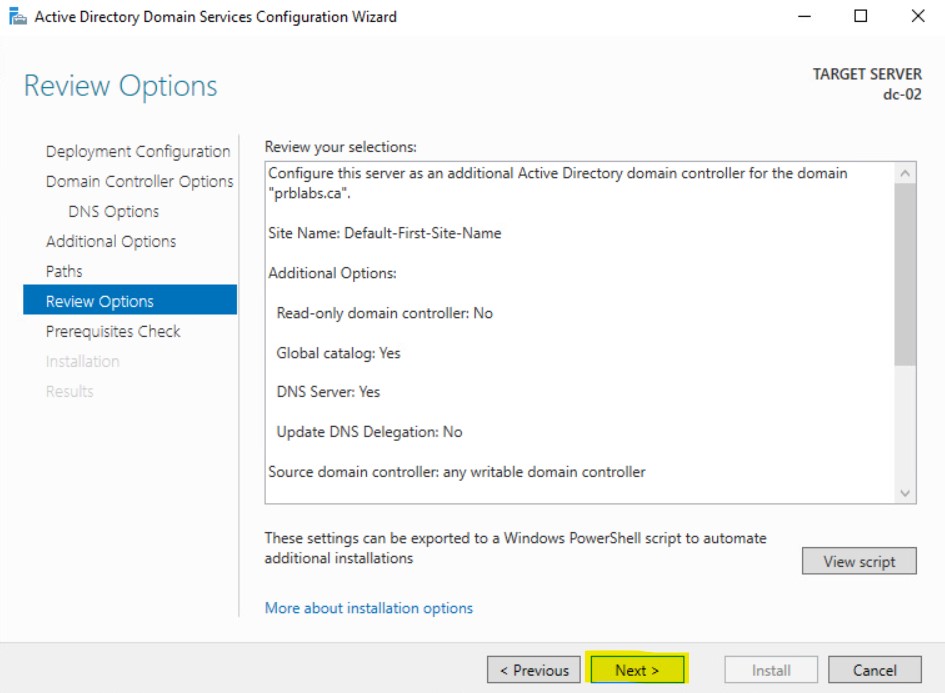 Active Directory Domain Services Configuration Wizard
Review Options
TARGET SERVER
dc-02
Deployment Configuration
Domain Controller Options
DNS Options
Additional Options
Paths
Review Options
Prerequisites Check
Installation
Results
Review your selections:
Configure this server as an additional Active Directory domain controller for the domain
"prblabs.ca".
Site Name: Default-First-Site-Name
Additional Options:
Read-only domain controller: No
Global catalog: Yes
DNS Server: Yes
Update DNS Delegation: No
Source domain controller: any writable domain controller
These settings can be exported to a Windows PowerShell script to automate
additional installations
View script
More about installation options
< Previous
Next >
Install
Cancel